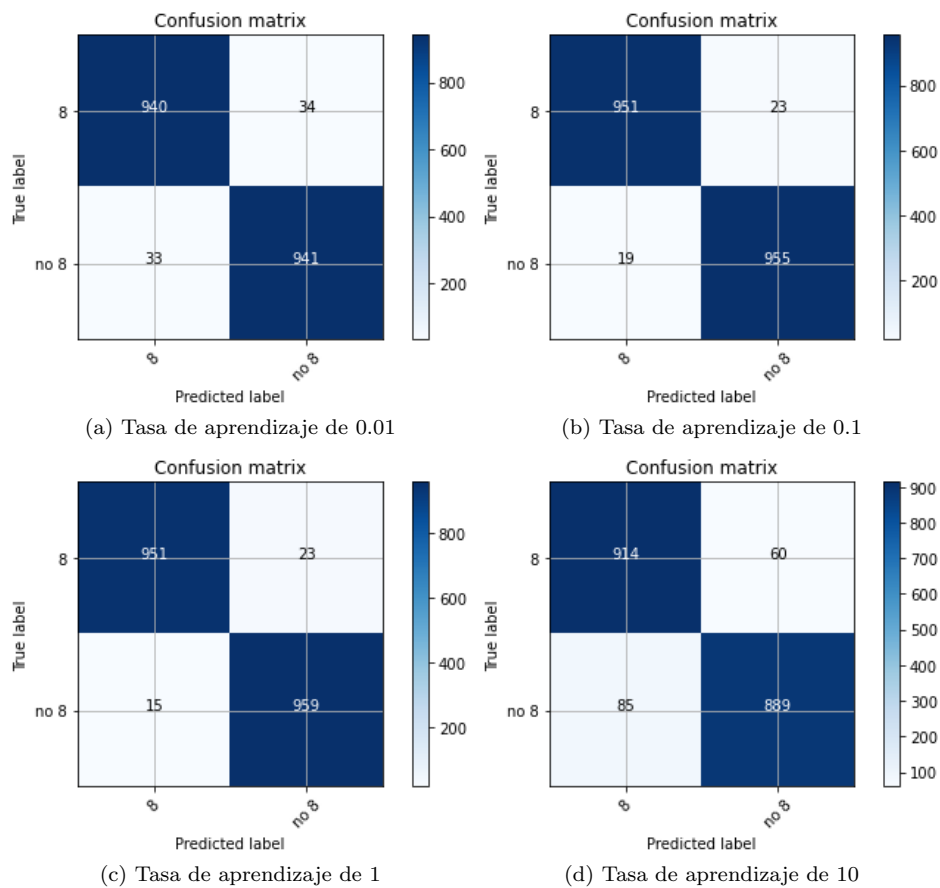 Confusion matrix
8
no 8
True label
940
34
33
941
8
no 8
Predicted label
800
600
400
200
(a) Tasa de aprendizaje de 0.01
Confusion matrix
8
no 8
True label
951
23
19
955
8
no 8
Predicted label
800
600
400
200
(b) Tasa de aprendizaje de 0.1
Confusion matrix
8
no 8
True label
951
23
15
959
8
no 8
Predicted label
800
600
400
200
(c) Tasa de aprendizaje de 1
Confusion matrix
8
no 8
True label
914
60
85
889
8
no 8
Predicted label
900
800
700
600
500
400
300
200
100
(d) Tasa de aprendizaje de 10